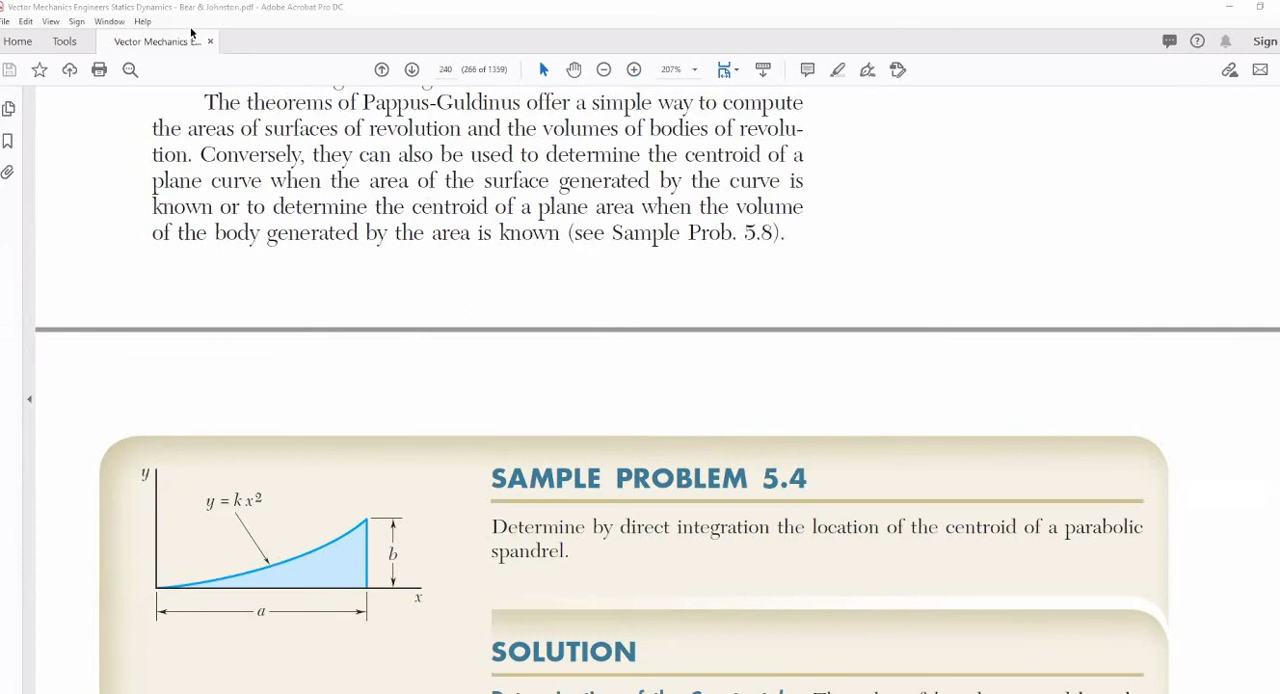 Vector Mechanics Engineers Statics Dynamics - Bear & Johnston.pdf - Adobe Acrobat Pro DC
File Edit View Sign Window Help
Home Tools Vector Mechanics E... ×
Sign
240 (266 of 1359) 207%
The theorems of Pappus-Guldinus offer a simple way to compute
the areas of surfaces of revolution and the volumes of bodies of revolu-
tion. Conversely, they can also be used to determine the centroid of a
plane curve when the area of the surface generated by the curve is
known or to determine the centroid of a plane area when the volume
of the body generated by the area is known (see Sample Prob. 5.8).
y
y = k x²
b
x
a
SAMPLE PROBLEM 5.4
Determine by direct integration the location of the centroid of a parabolic
spandrel.
SOLUTION